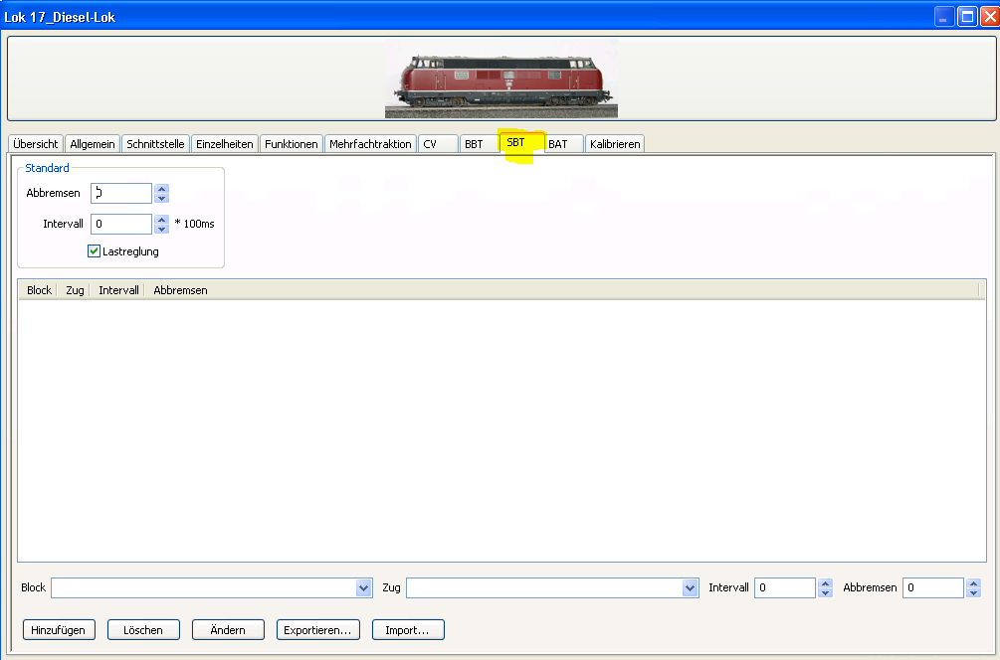 Lok 17_Diesel-Lok
Übersicht Allgemein Schnittstelle Einzelheiten Funktionen Mehrfachtraktion CV BBT SBT BAT Kalibrieren
Standard
Abbremsen
Intervall 0 * 100ms
Lastreglung
Block Zug Intervall Abbremsen
Block Zug Intervall 0 Abbremsen 0
Hinzufügen Löschen Ändern Exportieren... Import...